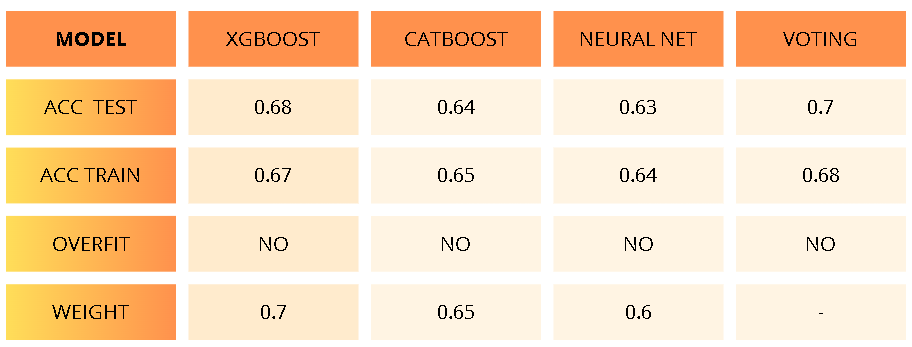 MODEL XGBOOST CATBOOST NEURAL NET VOTING
ACC TEST 0.68 0.64 0.63 0.7
ACC TRAIN 0.67 0.65 0.64 0.68
OVERFIT NO NO NO NO
WEIGHT 0.7 0.65 0.6 -